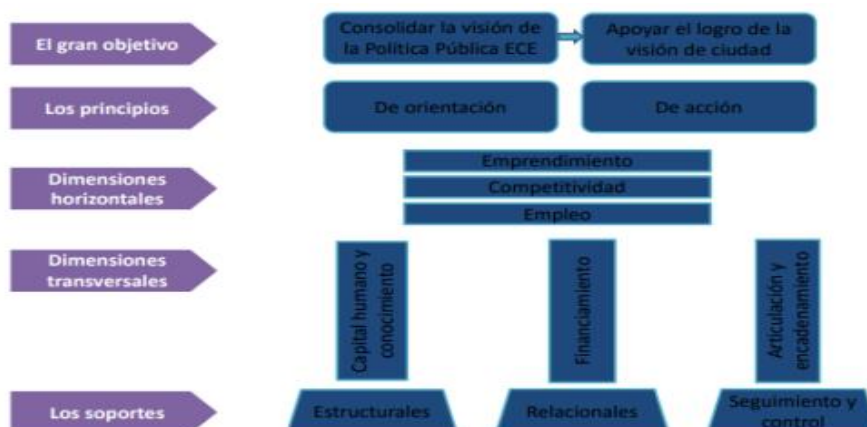 El gran objetivo
Consolidar la visión de
la Política Pública ECE
Apoyar el logro de la
visión de ciudad
Los principios
De orientación
De acción
Dimensiones
horizontales
Emprendimiento
Competitividad
Empleo
Dimensiones
transversales
Capital humano y
conocimiento
Financiamiento
Articulación y
encadenamiento
Los soportes
Estructurales
Relacionales
Seguimiento y
control